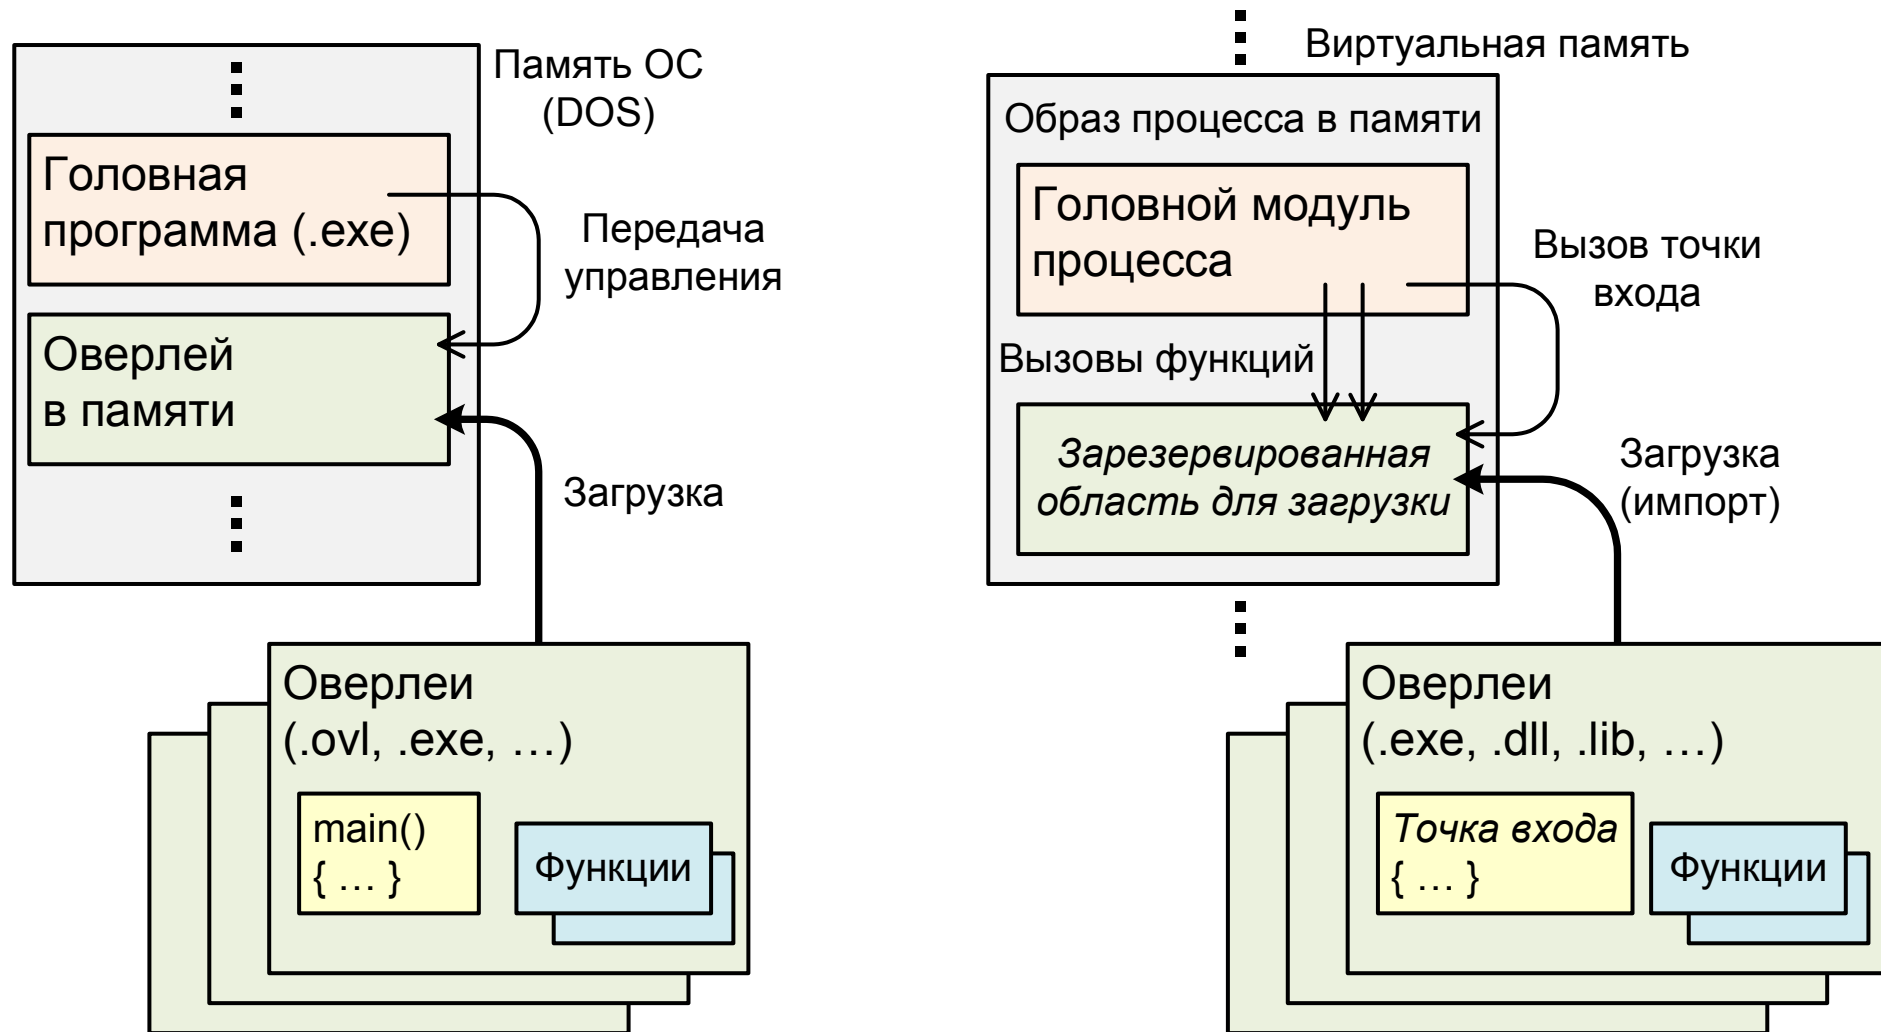 Память ОС
(DOS)
Головная
программа (.exe)
Передача
управления
Оверлей
в памяти
Загрузка
Оверлеи
(.ovl, .exe, …)
main()
{ … }
Функции
Виртуальная память
Образ процесса в памяти
Головной модуль
процесса
Вызов точки
входа
Вызовы функций
Зарезервированная
область для загрузки
Загрузка
(импорт)
Оверлеи
(.exe, .dll, .lib, …)
Точка входа
{ … }
Функции